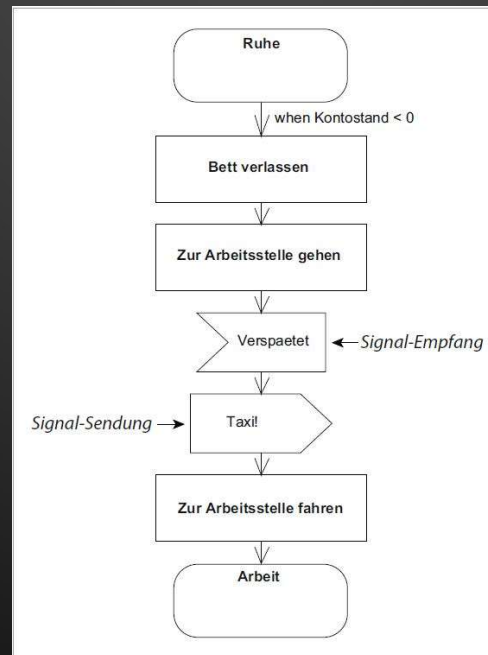 Ruhe
when Kontostand < 0
Bett verlassen
Zur Arbeitsstelle gehen
Verspaetet
Signal-Empfang
Signal-Sendung
Taxi!
Zur Arbeitsstelle fahren
Arbeit